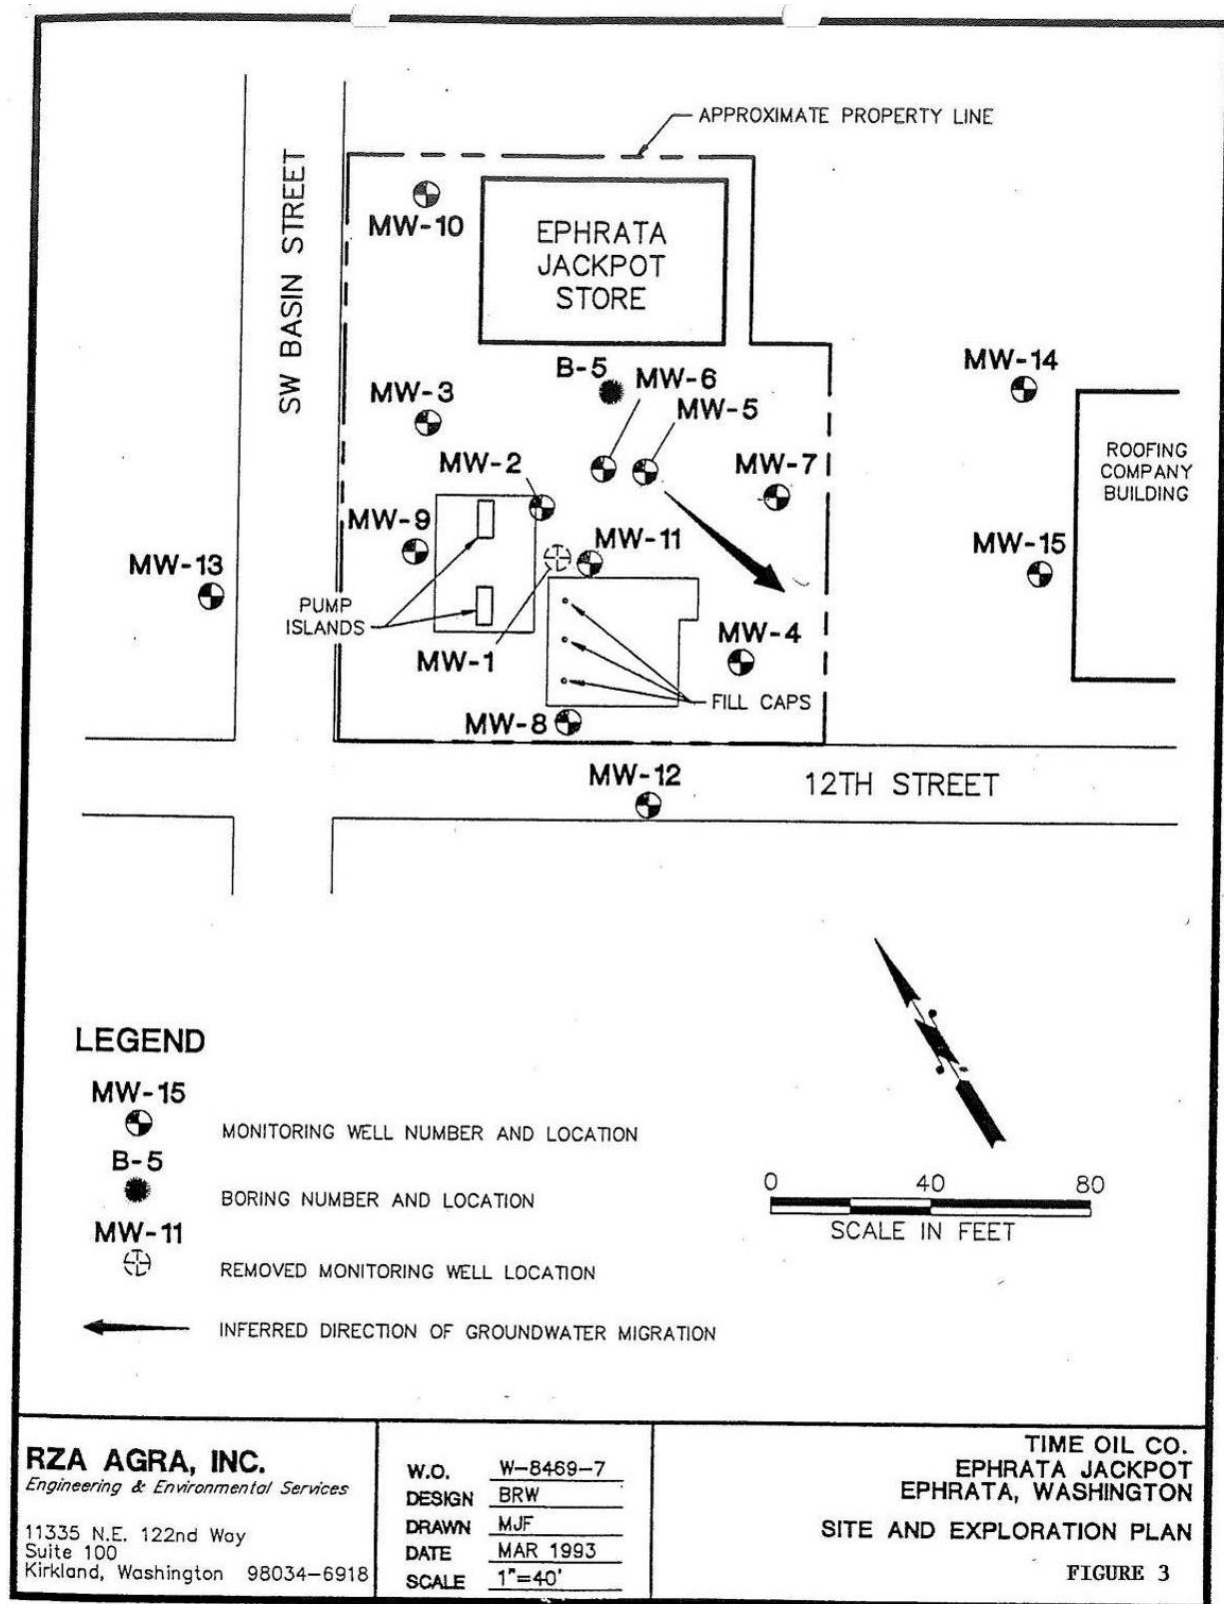 APPROXIMATE PROPERTY LINE
SW BASIN STREET
MW-10
EPHRATA
JACKPOT
STORE
B-5
MW-6
MW-5
MW-3
MW-14
MW-2
MW-7
ROOFING
COMPANY
BUILDING
MW-9
MW-11
MW-13
MW-15
PUMP
ISLANDS
MW-1
MW-4
FILL CAPS
MW-8
MW-12
12TH STREET
LEGEND
MW-15
MONITORING WELL NUMBER AND LOCATION
B-5
BORING NUMBER AND LOCATION
MW-11
REMOVED MONITORING WELL LOCATION
INFERRED DIRECTION OF GROUNDWATER MIGRATION
0 40 80
SCALE IN FEET
RZA AGRA, INC.
Engineering & Environmental Services
11335 N.E. 122nd Way
Suite 100
Kirkland, Washington 98034-6918
W.O. W-8469-7
DESIGN BRW
DRAWN MJF
DATE MAR 1993
SCALE 1"=40'
TIME OIL CO.
EPHRATA JACKPOT
EPHRATA, WASHINGTON
SITE AND EXPLORATION PLAN
FIGURE 3